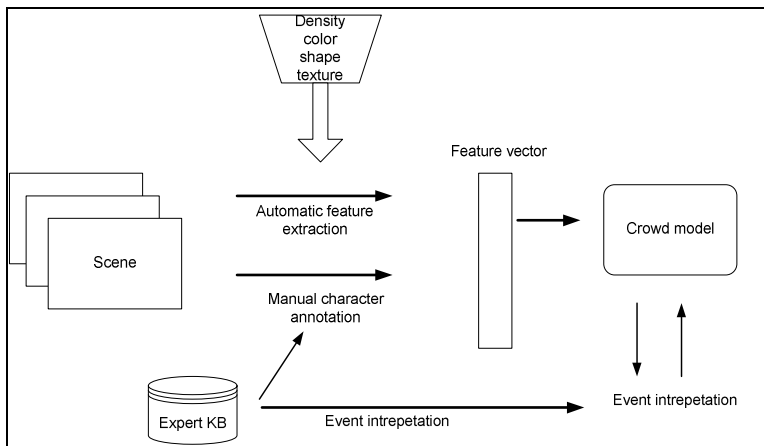 Density
color
shape
texture
Feature vector
Automatic feature
extraction
Crowd model
Scene
Manual character
annotation
Expert KB
Event intrepetation
Event intrepetation